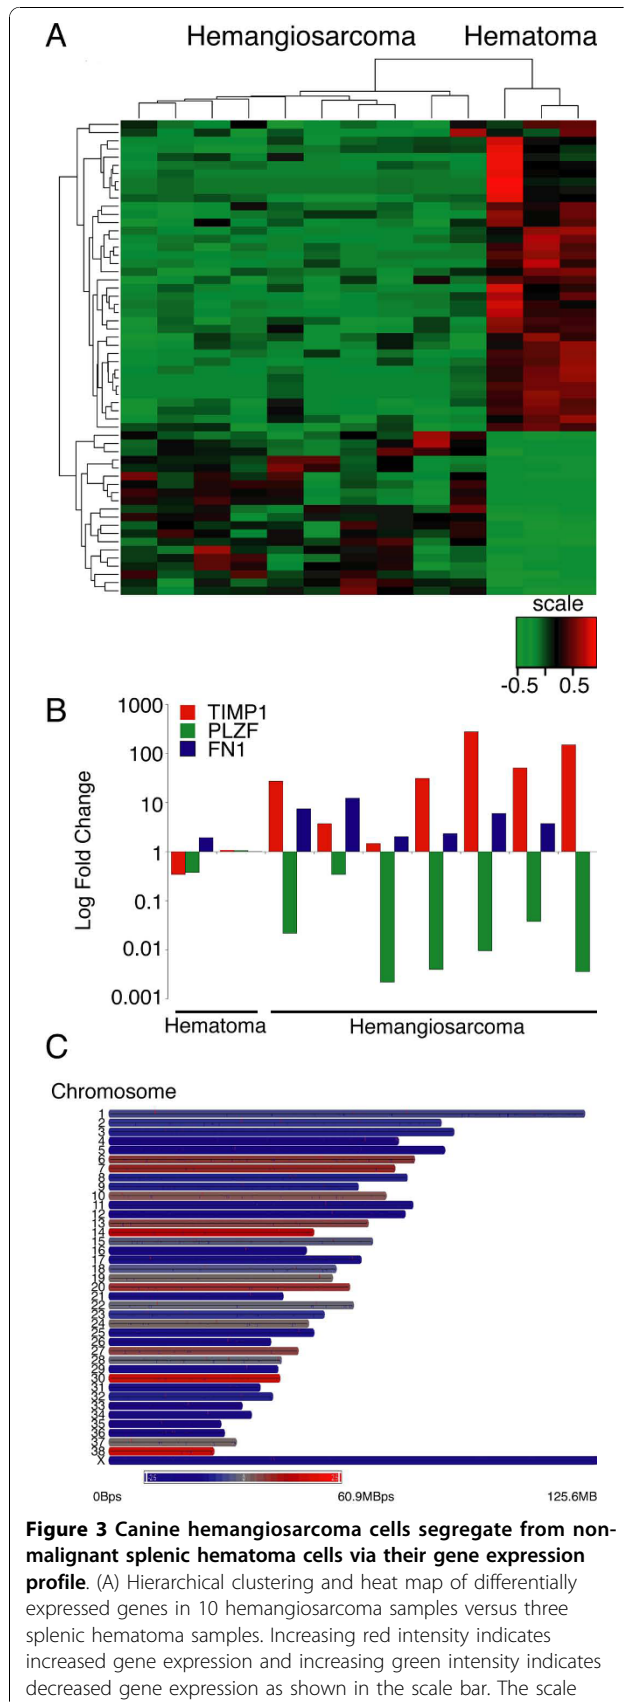 A
Hemangiosarcoma Hematoma
scale
-0.5 0.5
B
TIMP1
PLZF
FN1
Log Fold Change
1000
100
10
1
0.1
0.01
0.001
Hematoma Hemangiosarcoma
C
Chromosome
1
2
3
4
5
6
7
8
9
10
11
12
13
14
15
16
17
18
19
20
21
22
23
24
25
26
27
28
29
30
31
32
33
34
35
36
37
38
X
0Bps 60.9MBps 125.6MB
Figure 3 Canine hemangiosarcoma cells segregate from non-
malignant splenic hematoma cells via their gene expression
profile. (A) Hierarchical clustering and heat map of differentially
expressed genes in 10 hemangiosarcoma samples versus three
splenic hematoma samples. Increasing red intensity indicates
increased gene expression and increasing green intensity indicates
decreased gene expression as shown in the scale bar. The scale